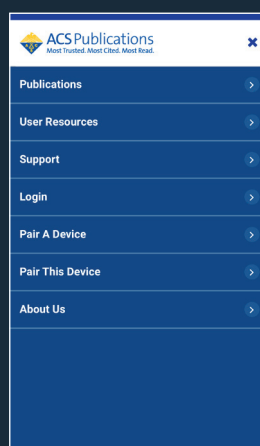 ACS Publications
Most Trusted. Most Cited. Most Read.
Publications
User Resources
Support
Login
Pair A Device
Pair This Device
About Us